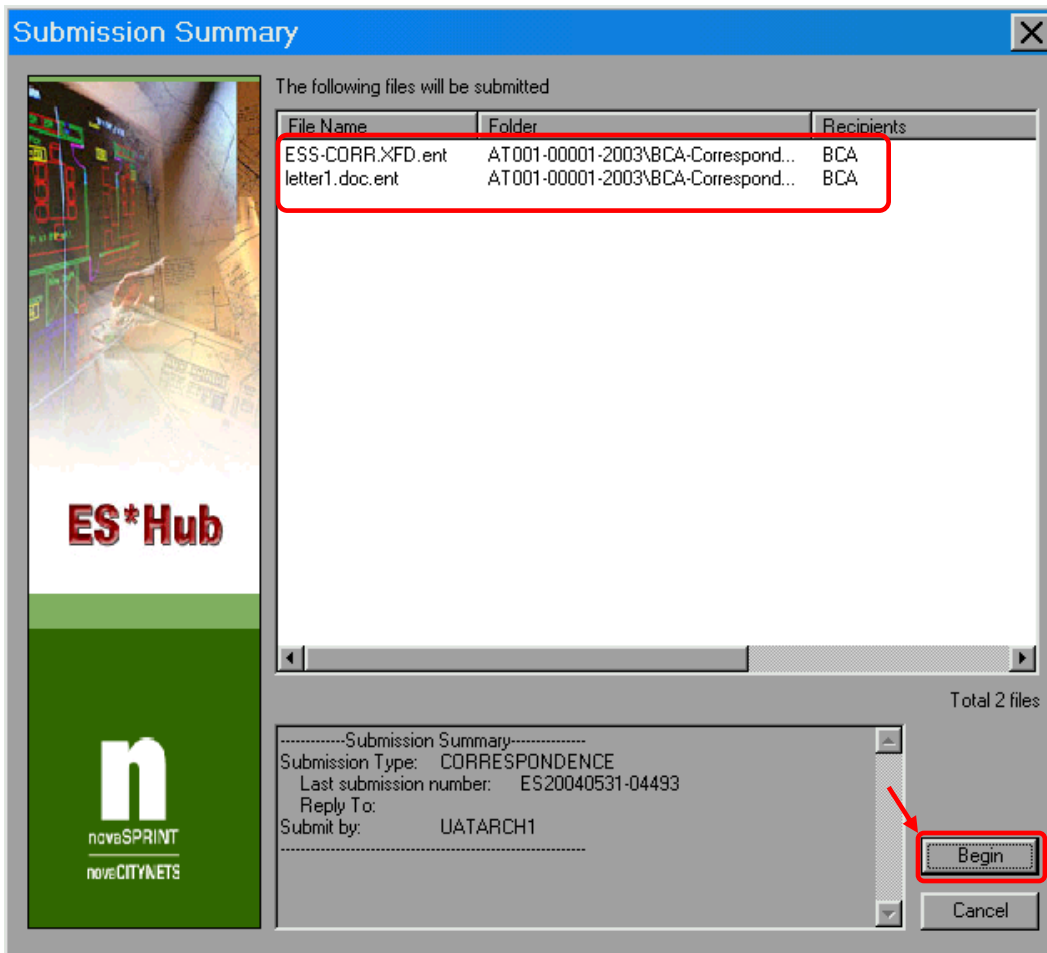 Submission Summary
The following files will be submitted
File Name Folder Recipients
ESS-CORR.XFD.ent AT001-00001-2003\BCA-Correspond... BCA
letter1.doc.ent AT001-00001-2003\BCA-Correspond... BCA
ES*Hub
Total 2 files
------------Submission Summary---------------
Submission Type: CORRESPONDENCE
Last submission number: ES20040531-04493
Reply To:
Submit by: UATARCH1
--------------------------------------------------------
n
novaSPRINT
novaCITYNETS
Begin
Cancel